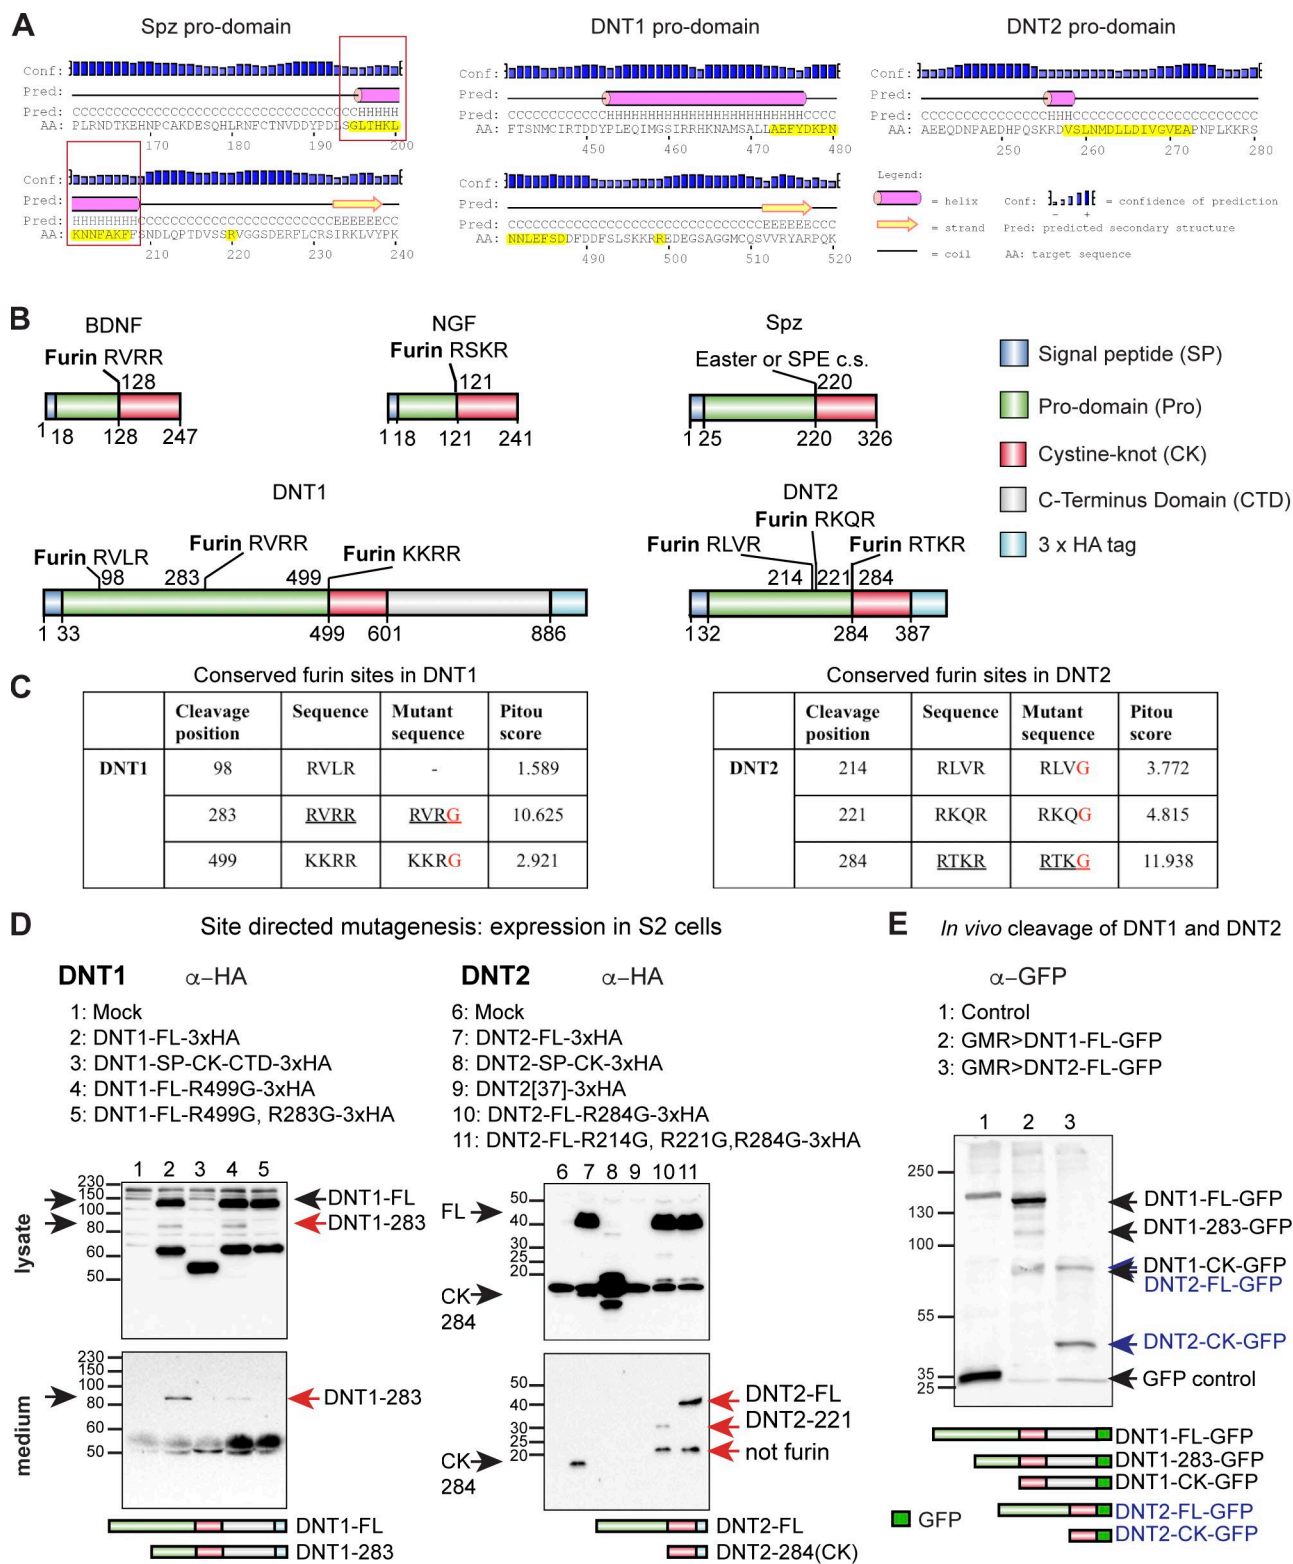 A
Spz pro-domain
DNT1 pro-domain
DNT2 pro-domain
Conf:
Pred:
Pred: CCCCCCCCCCCCCCCCCCCCCCCCCCCCCCCCCCCHHHHH
AA: PLRNDTKEHNPCAKDESQHLRNFCTNVDDYPDLSGLTHKL
170 180 190 200
Conf:
Pred:
Pred: HHHHHHHHCCCCCCCCCCCCCCCCCCCCCCCCEEEEEECC
AA: KNNFAKFFSNDLQPTDVSSRVGGSDERFLCRSIRKLVYPK
210 220 230 240
Conf:
Pred:
Pred: CCCCCCCCCCCCHHHHHHHHHHHHHHHHHHHHHHHHCCCC
AA: FTSNMCIRTDDYPLEQIMGSIRRHKNAMSALLAEFYDKPN
450 460 470 480
Conf:
Pred:
Pred: CCCCCCCCCCCCCCCCCCCCCCCCCCCCCCCEEEEEECCC
AA: NNLEFSDDFDDFSLSKKRREDEGSAGGMCQSVVRYARPQK
490 500 510 520
Conf:
Pred:
Pred: CCCCCCCCCCCCCCCHHHCCCCCCCCCCCCCCCCCCCCCC
AA: AEEQDNPAEDHPQSKRDVSLNMDLLDIVGVEAPNPLKKRS
250 260 270 280
Legend:
= helix
Conf: = confidence of prediction
- +
= strand
Pred: predicted secondary structure
= coil
AA: target sequence
B
BDNF
Furin RVRR
128
1 18 128 247
NGF
Furin RSKR
121
1 18 121 241
Spz
Easter or SPE c.s.
220
1 25 220 326
Signal peptide (SP)
Pro-domain (Pro)
Cystine-knot (CK)
C-Terminus Domain (CTD)
3 x HA tag
DNT1
Furin RVLR
Furin RVRR
Furin KKRR
98 283 499
1 33 499 601 886
DNT2
Furin RKQR
Furin RLVR
Furin RTKR
214 221 284
132 284 387
C
Conserved furin sites in DNT1
Cleavage position Sequence Mutant sequence Pitou score
DNT1 98 RVLR - 1.589
283 RVRR RVRG 10.625
499 KKRR KKRG 2.921
Conserved furin sites in DNT2
Cleavage position Sequence Mutant sequence Pitou score
DNT2 214 RLVR RLVG 3.772
221 RKQR RKQG 4.815
284 RTKR RTKG 11.938
D
Site directed mutagenesis: expression in S2 cells
DNT1 α–HA
1: Mock
2: DNT1-FL-3xHA
3: DNT1-SP-CK-CTD-3xHA
4: DNT1-FL-R499G-3xHA
5: DNT1-FL-R499G, R283G-3xHA
1 2 3 4 5
lysate
230
150
100
80
60
50
DNT1-FL
DNT1-283
medium
230
150
100
80
60
50
DNT1-283
DNT1-FL
DNT1-283
DNT2 α–HA
6: Mock
7: DNT2-FL-3xHA
8: DNT2-SP-CK-3xHA
9: DNT2[37]-3xHA
10: DNT2-FL-R284G-3xHA
11: DNT2-FL-R214G, R221G,R284G-3xHA
6 7 8 9 10 11
FL
50
40
30
25
20
CK
284
50
40
30
25
20
CK
284
DNT2-FL
DNT2-221
not furin
DNT2-FL
DNT2-284(CK)
E
In vivo cleavage of DNT1 and DNT2
α–GFP
1: Control
2: GMR>DNT1-FL-GFP
3: GMR>DNT2-FL-GFP
1 2 3
250
130
100
55
35
25
DNT1-FL-GFP
DNT1-283-GFP
DNT1-CK-GFP
DNT2-FL-GFP
DNT2-CK-GFP
GFP control
DNT1-FL-GFP
DNT1-283-GFP
DNT1-CK-GFP
DNT2-FL-GFP
DNT2-CK-GFP
GFP